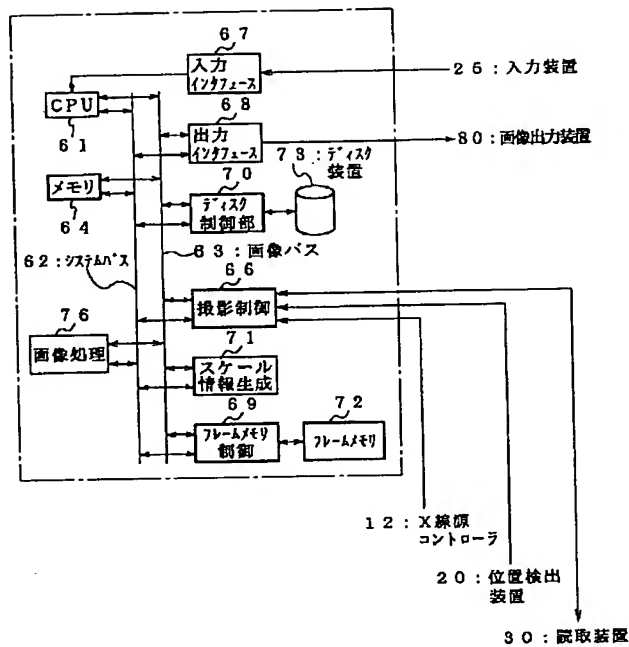 67
入力
インタフェース
25:入力装置
CPU
61
68
出力
インタフェース
80:画像出力装置
73:ディスク
装置
メモリ
64
70
ディスク
制御部
62:システムバス
63:画像バス
66
撮影制御
76
画像処理
71
スケール
情報生成
69
フレームメモリ
制御
72
フレームメモリ
12:X線源
コントローラ
20:位置検出
装置
30:読取装置